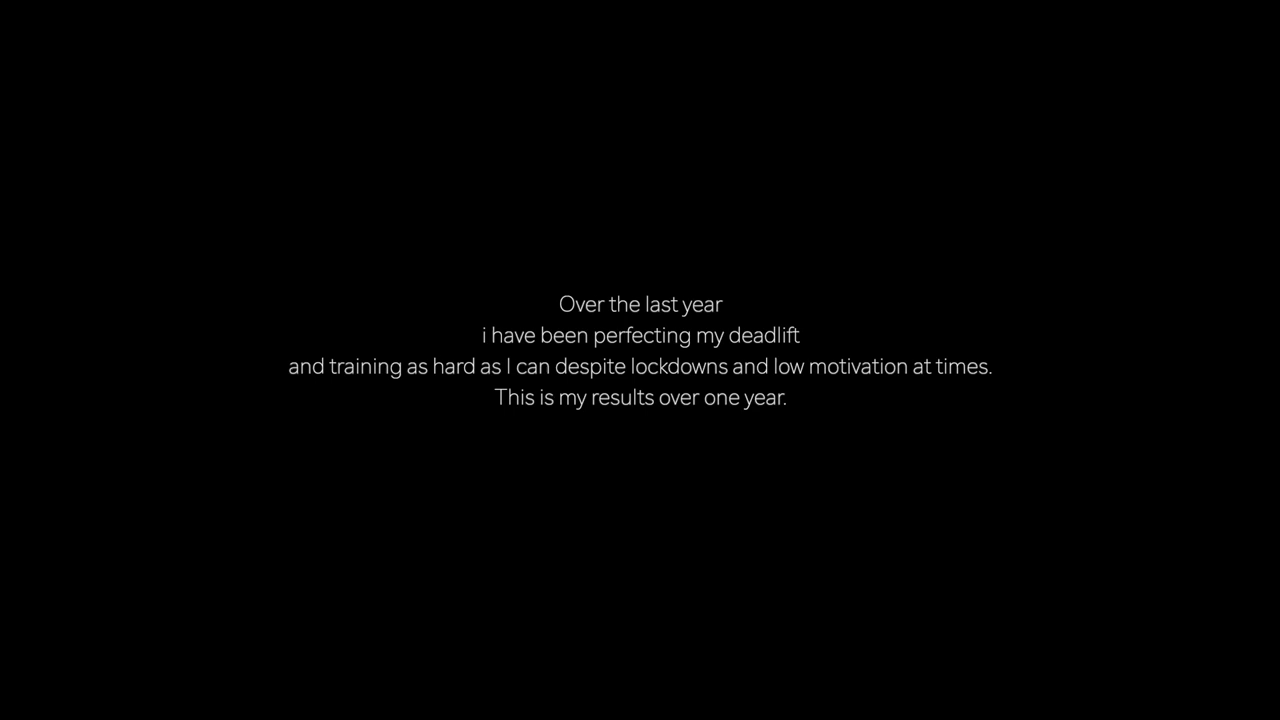 Over the last year
i have been perfecting my deadlift
and training as hard as I can despite lockdowns and low motivation at times.
This is my results over one year.